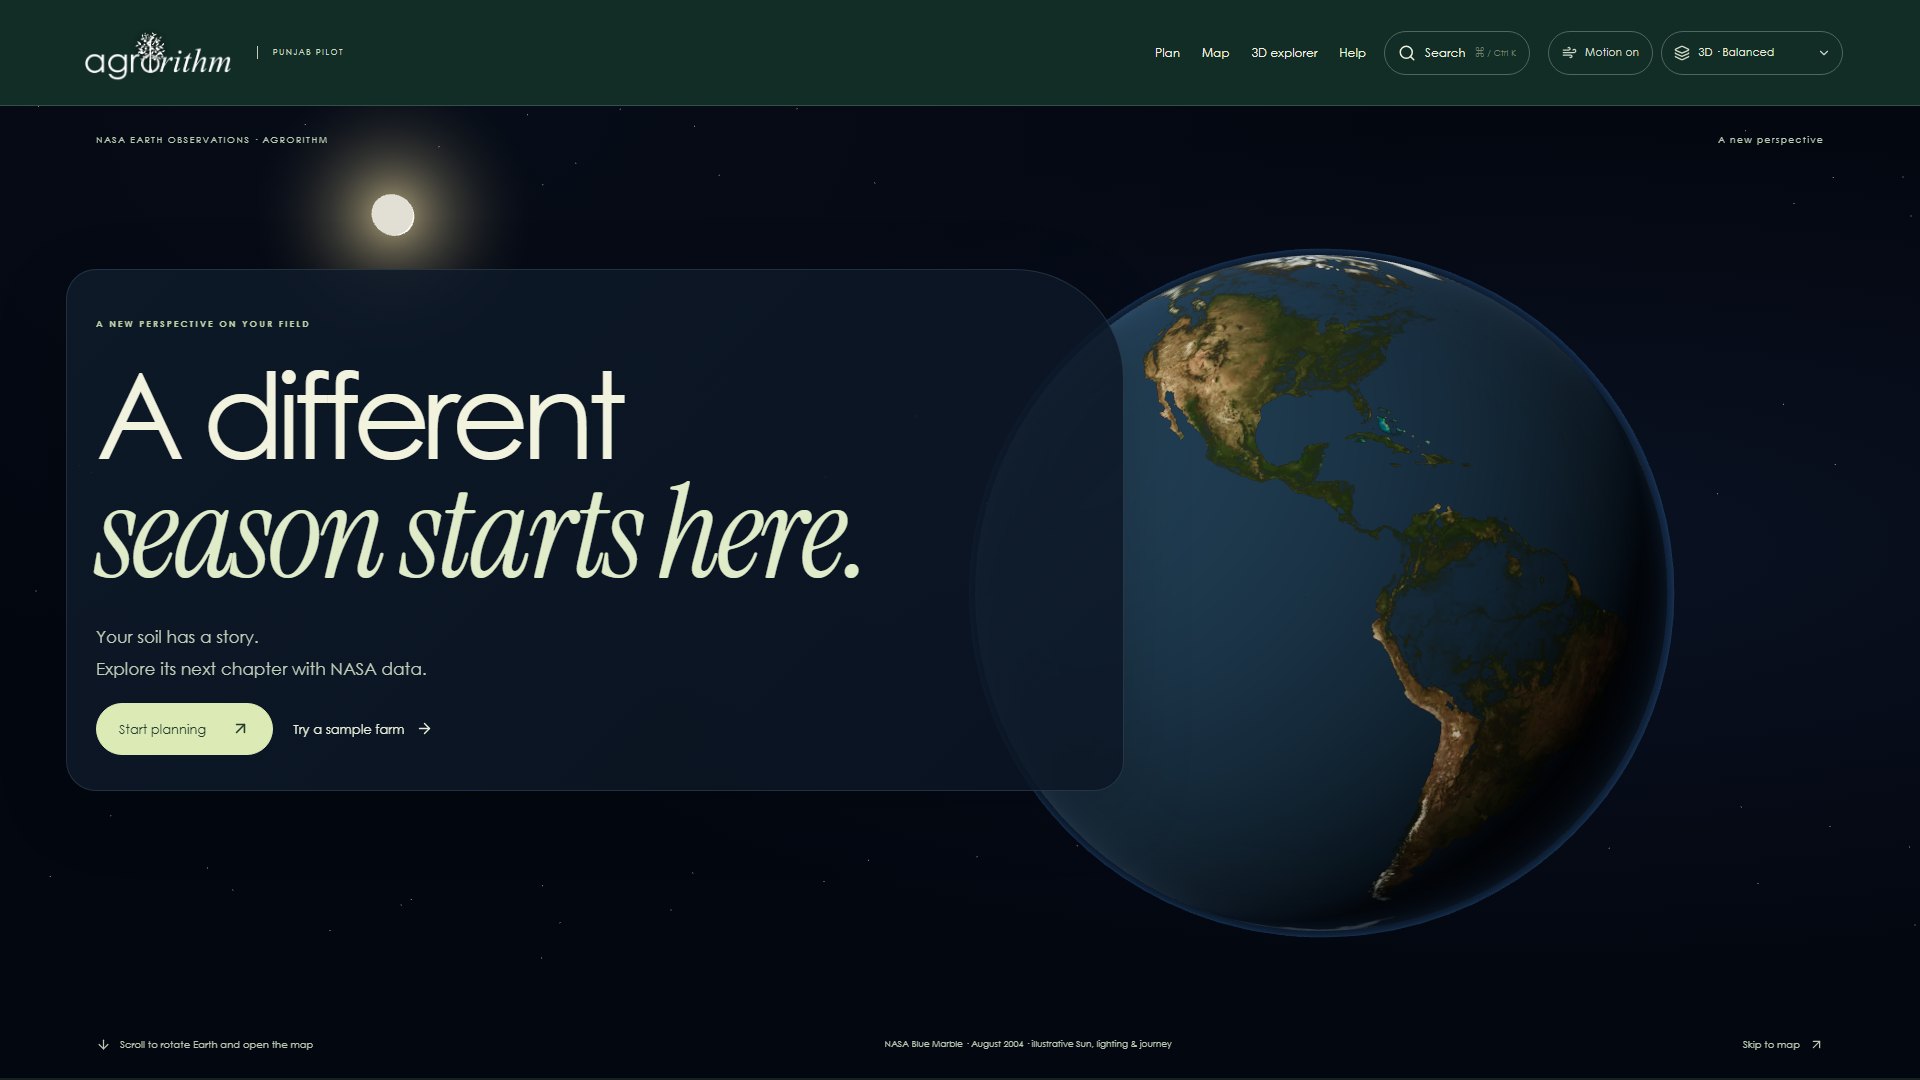 agrorithm
PUNJAB PILOT
Plan
Map
3D explorer
Help
Search ⌘ / Ctrl K
Motion on
3D · Balanced
NASA EARTH OBSERVATIONS · AGRORITHM
A new perspective
A NEW PERSPECTIVE ON YOUR FIELD
A different
season starts here.
Your soil has a story.
Explore its next chapter with NASA data.
Start planning
Try a sample farm
Scroll to rotate Earth and open the map
NASA Blue Marble · August 2004 · illustrative Sun, lighting & journey
Skip to map